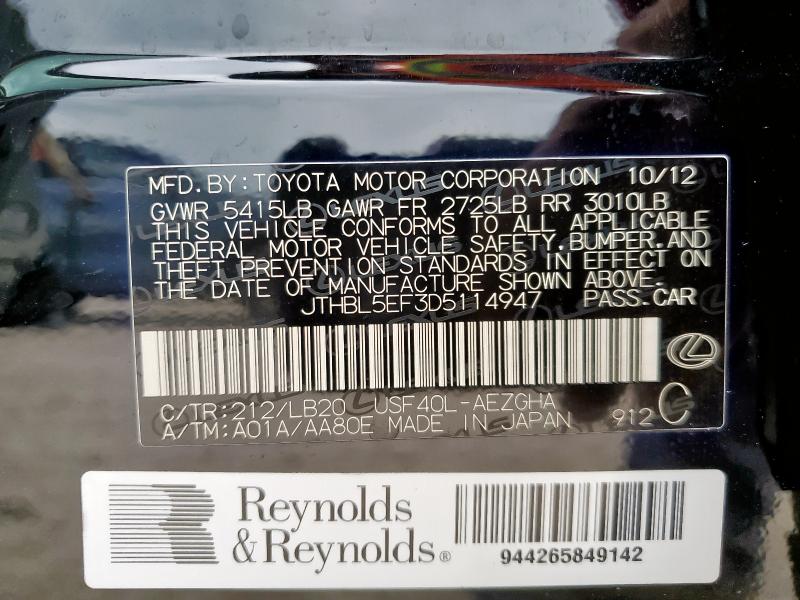 MFD.BY:TOYOTA MOTOR CORPORATION 10/12
GVWR 5415LB GAWR FR 2725LB RR 3010LB
THIS VEHICLE CONFORMS TO ALL APPLICABLE
FEDERAL MOTOR VEHICLE SAFETY,BUMPER,AND
THEFT PREVENTION STANDARDS IN EFFECT ON
THE DATE OF MANUFACTURE SHOWN ABOVE.
JTHBL5EF3D5114947 PASS.CAR
C/TR:212/LB20 USF40L-AEZGHA
A/TM:A01A/AA80E MADE IN JAPAN 912 C
Reynolds
& Reynolds®
944265849142